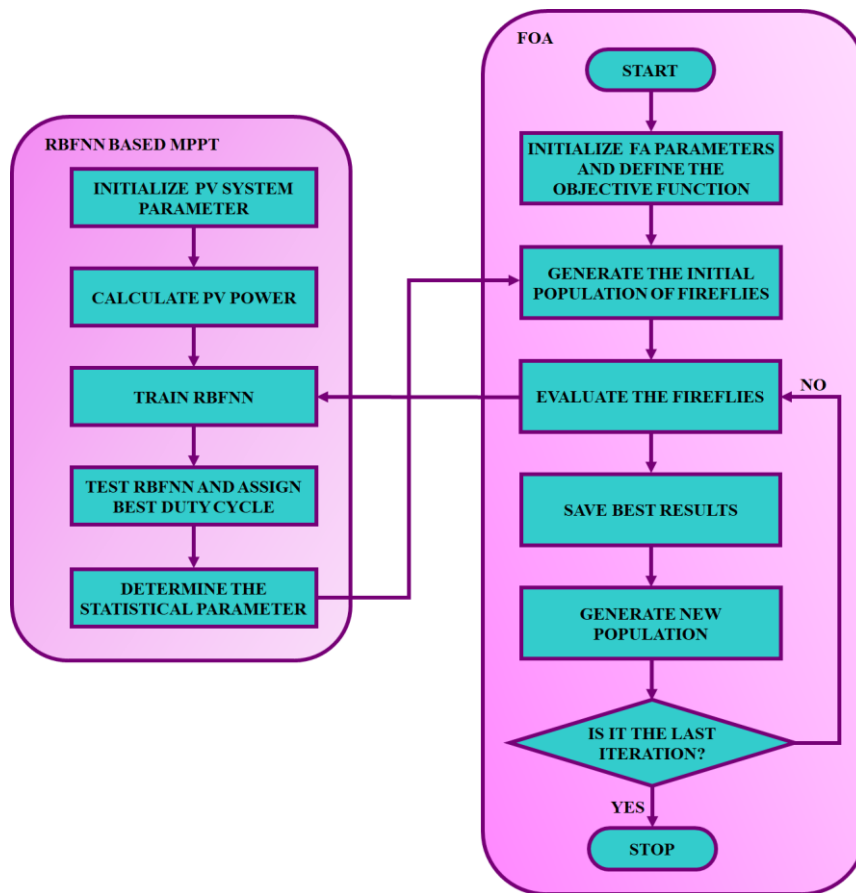 RBFNN BASED MPPT
INITIALIZE PV SYSTEM
PARAMETER
CALCULATE PV POWER
TRAIN RBFNN
TEST RBFNN AND ASSIGN
BEST DUTY CYCLE
DETERMINE THE
STATISTICAL PARAMETER
FOA
START
INITIALIZE FA PARAMETERS
AND DEFINE THE
OBJECTIVE FUNCTION
GENERATE THE INITIAL
POPULATION OF FIREFLIES
EVALUATE THE FIREFLIES
NO
SAVE BEST RESULTS
GENERATE NEW
POPULATION
IS IT THE LAST
ITERATION?
YES
STOP